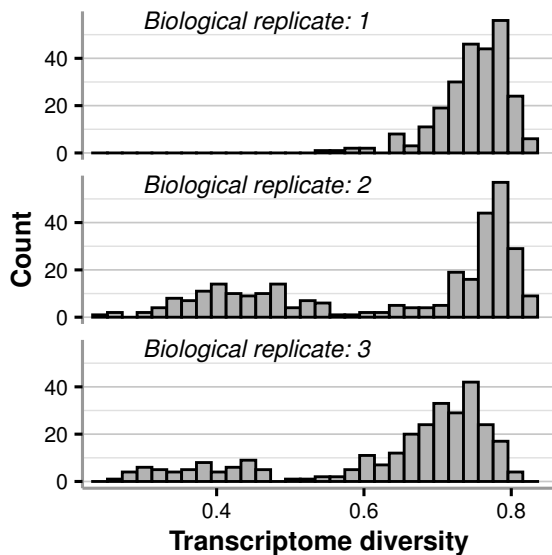 Biological replicate: 1
40
20
0
Biological replicate: 2
40
20
0
Biological replicate: 3
40
20
0
Count
0.4 0.6 0.8
Transcriptome diversity